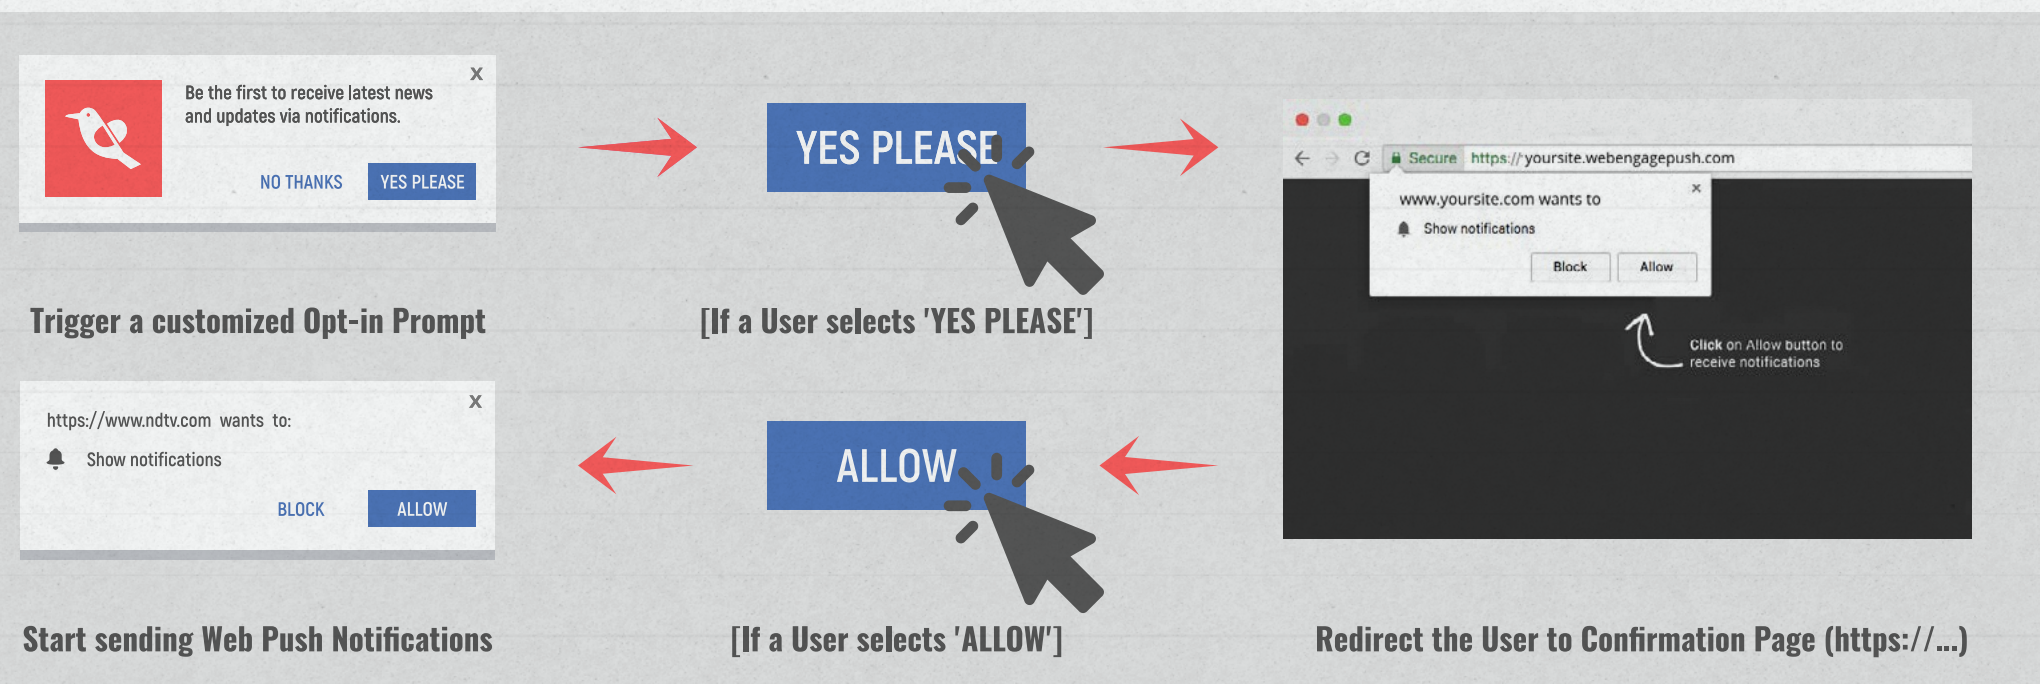 X
Be the first to receive latest news
and updates via notifications.
NO THANKS
YES PLEASE
Trigger a customized Opt-in Prompt
YES PLEASE
[If a User selects 'YES PLEASE']
Secure
https://yoursite.webengagepush.com
www.yoursite.com wants to
×
Show notifications
Block
Allow
Click on Allow button to
receive notifications
Redirect the User to Confirmation Page (https://...)
ALLOW
[If a User selects 'ALLOW']
https://www.ndtv.com wants to:
X
Show notifications
BLOCK
ALLOW
Start sending Web Push Notifications